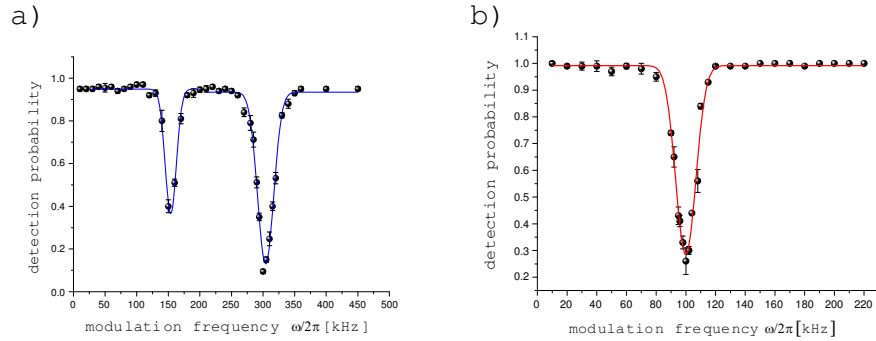 a)
detection probability
1.0
0.8
0.6
0.4
0.2
0.0
0 50 100 150 200 250 300 350 400 450 500
modulation frequency ω/2π [kHz]
b)
detection probability
1.1
1.0
0.9
0.8
0.7
0.6
0.5
0.4
0.3
0.2
0 20 40 60 80 100 120 140 160 180 200 220
modulation frequency ω/2π [kHz]